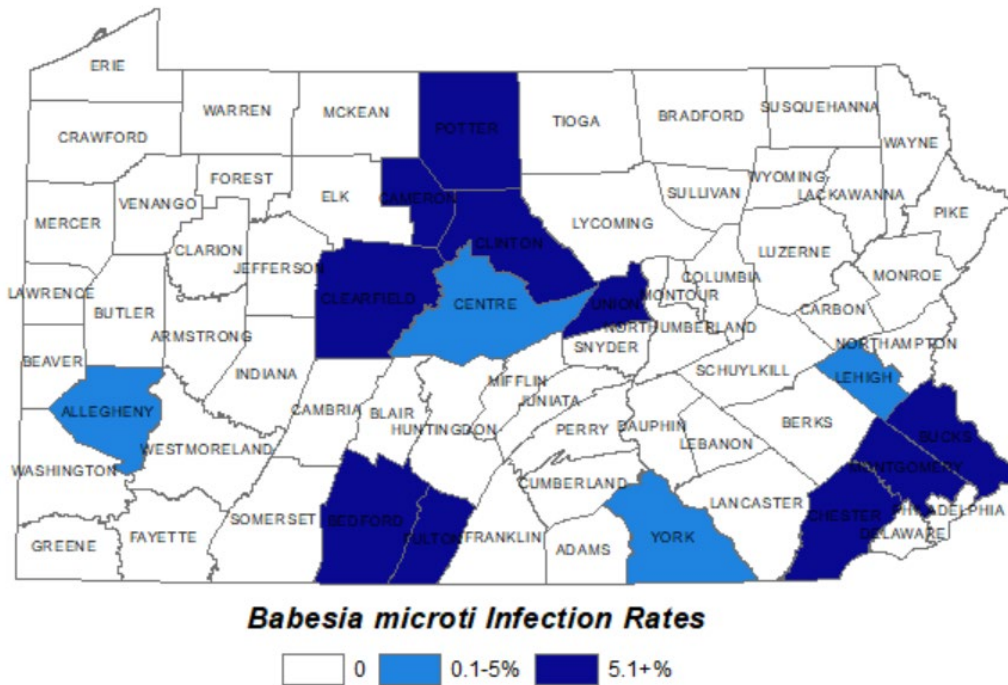 ERIE
WARREN
MCKEAN
POTTER
TIOGA
BRADFORD
SUSQUEHANNA
WAYNE
CRAWFORD
FOREST
ELK
CAMERON
SULLIVAN
WYOMING
LACKAWANNA
PIKE
MERCER
VENANGO
CLARION
JEFFERSON
CLINTON
LYCOMING
LUZERNE
MONROE
LAWRENCE
BUTLER
CLEARFIELD
CENTRE
UNION
MONTOUR
COLUMBIA
CARBON
BEAVER
ARMSTRONG
NORTHUMBERLAND
SNYDER
NORTHAMPTON
INDIANA
SCHUYLKILL
LEHIGH
ALLEGHENY
CAMBRIA
BLAIR
MIFFLIN
JUNIATA
HUNTINGDON
PERRY
DAUPHIN
LEBANON
BERKS
BUCKS
WASHINGTON
WESTMORELAND
CUMBERLAND
LANCASTER
MONTGOMERY
SOMERSET
BEDFORD
FULTON
FRANKLIN
ADAMS
YORK
CHESTER
PHILADELPHIA
DELAWARE
GREENE
FAYETTE
Babesia microti Infection Rates
0 0.1-5% 5.1+%